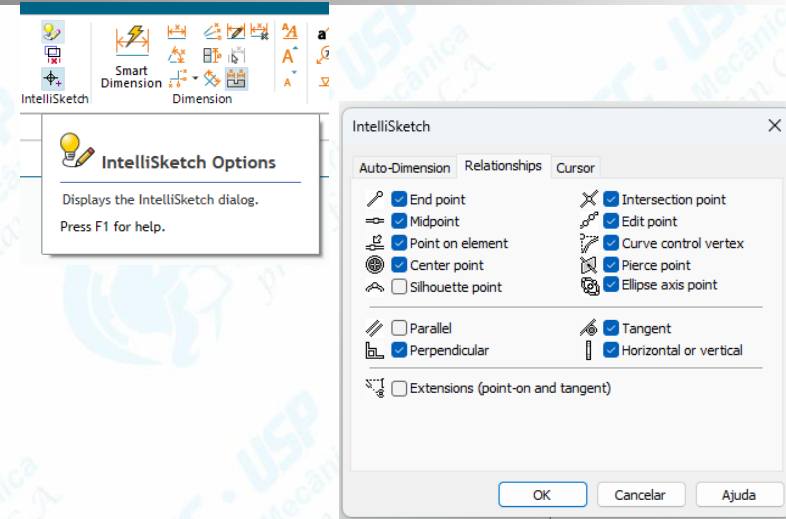 Smart
Dimension
IntelliSketch
Dimension
IntelliSketch Options
Displays the IntelliSketch dialog.
Press F1 for help.
IntelliSketch
Auto-Dimension Relationships Cursor
End point
Midpoint
Point on element
Center point
Silhouette point
Intersection point
Edit point
Curve control vertex
Pierce point
Ellipse axis point
Parallel
Perpendicular
Tangent
Horizontal or vertical
Extensions (point-on and tangent)
OK Cancelar Ajuda
USP